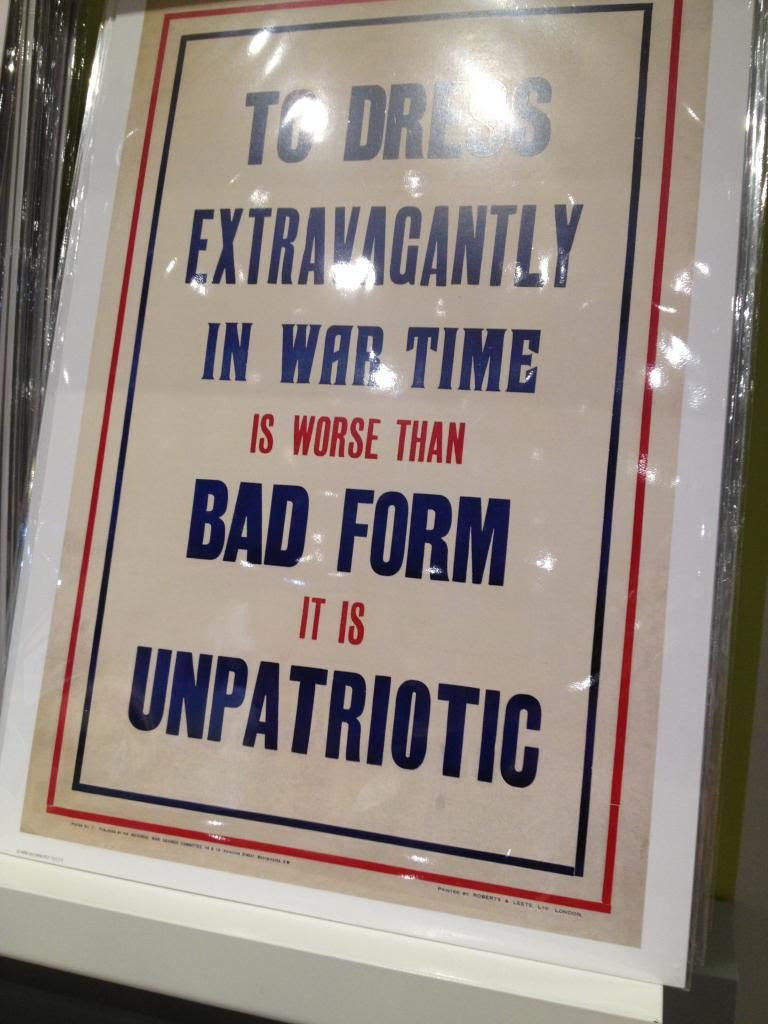 TO DRESS
EXTRAVAGANTLY
IN WAR TIME
IS WORSE THAN
BAD FORM
IT IS
UNPATRIOTIC
PRINTED BY ROBERTS & LEETE, LTD. LONDON.